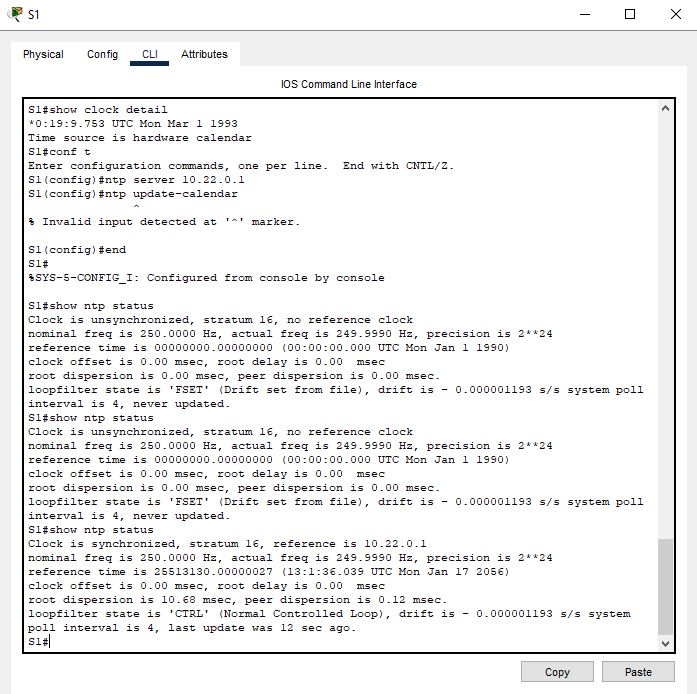 S1
Physical Config CLI Attributes
IOS Command Line Interface
S1#show clock detail
*0:19:9.753 UTC Mon Mar 1 1993
Time source is hardware calendar
S1#conf t
Enter configuration commands, one per line.  End with CNTL/Z.
S1(config)#ntp server 10.22.0.1
S1(config)#ntp update-calendar
               ^
% Invalid input detected at '^' marker.
S1(config)#end
S1#
%SYS-5-CONFIG_I: Configured from console by console
S1#show ntp status
Clock is unsynchronized, stratum 16, no reference clock
nominal freq is 250.0000 Hz, actual freq is 249.9990 Hz, precision is 2**24
reference time is 00000000.00000000 (00:00:00.000 UTC Mon Jan 1 1990)
clock offset is 0.00 msec, root delay is 0.00  msec
root dispersion is 0.00 msec, peer dispersion is 0.00 msec.
loopfilter state is 'FSET' (Drift set from file), drift is - 0.000001193 s/s system poll
interval is 4, never updated.
S1#show ntp status
Clock is unsynchronized, stratum 16, no reference clock
nominal freq is 250.0000 Hz, actual freq is 249.9990 Hz, precision is 2**24
reference time is 00000000.00000000 (00:00:00.000 UTC Mon Jan 1 1990)
clock offset is 0.00 msec, root delay is 0.00  msec
root dispersion is 0.00 msec, peer dispersion is 0.00 msec.
loopfilter state is 'FSET' (Drift set from file), drift is - 0.000001193 s/s system poll
interval is 4, never updated.
S1#show ntp status
Clock is synchronized, stratum 16, reference is 10.22.0.1
nominal freq is 250.0000 Hz, actual freq is 249.9990 Hz, precision is 2**24
reference time is 25513130.00000027 (13:1:36.039 UTC Mon Jan 17 2056)
clock offset is 0.00 msec, root delay is 0.00  msec
root dispersion is 10.68 msec, peer dispersion is 0.12 msec.
loopfilter state is 'CTRL' (Normal Controlled Loop), drift is - 0.000001193 s/s system
poll interval is 4, last update was 12 sec ago.
S1#
Copy Paste